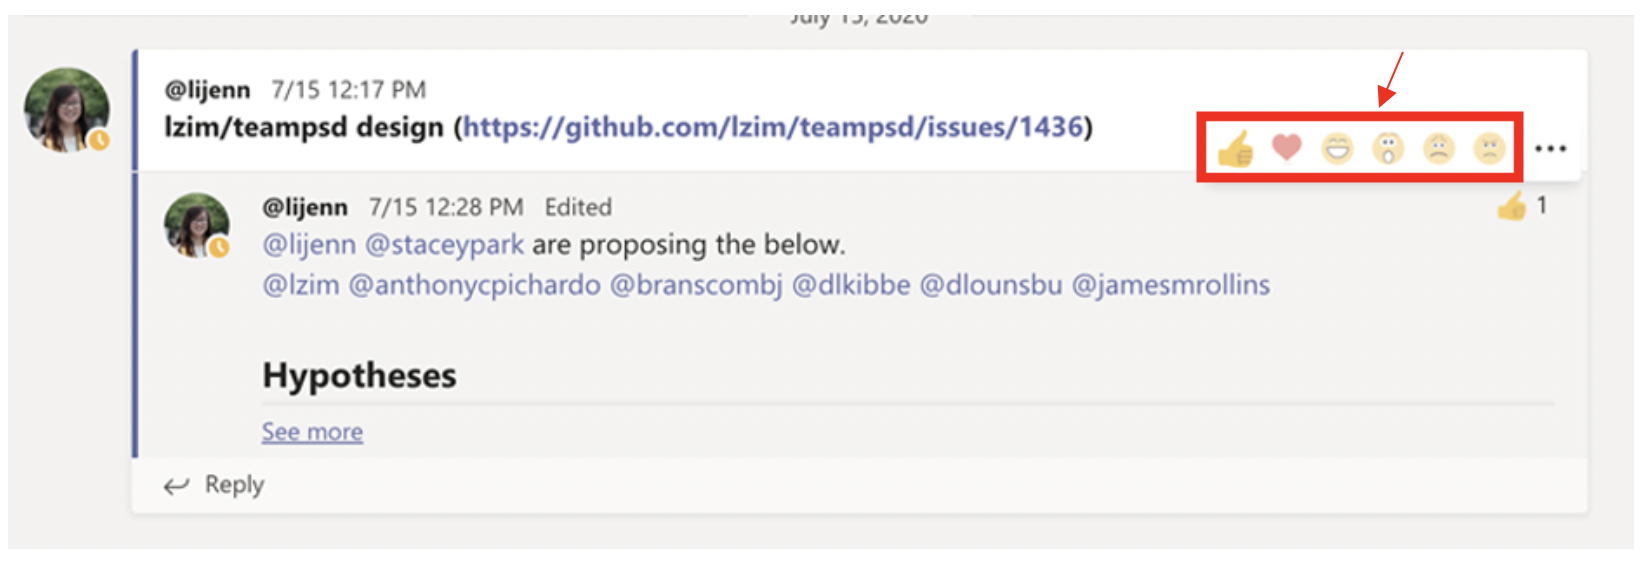 July 15, 2020
@lijenn 7/15 12:17 PM
lzim/teampsd design (https://github.com/lzim/teampsd/issues/1436)
@lijenn 7/15 12:28 PM Edited
1
@lijenn @staceypark are proposing the below.
@lzim @anthonycpichardo @branscombj @dlkibbe @dlounsbu @jamesmrollins
Hypotheses
See more
Reply